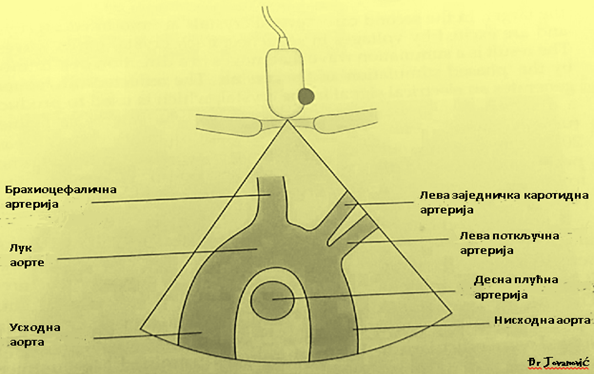 Брахиоцефалична
артерија
Лева заједничка каротидна
артерија
Лук
аорте
Лева поткључна
артерија
Десна плућна
артерија
Усходна
аорта
Нисходна аорта
Dr Jovanović